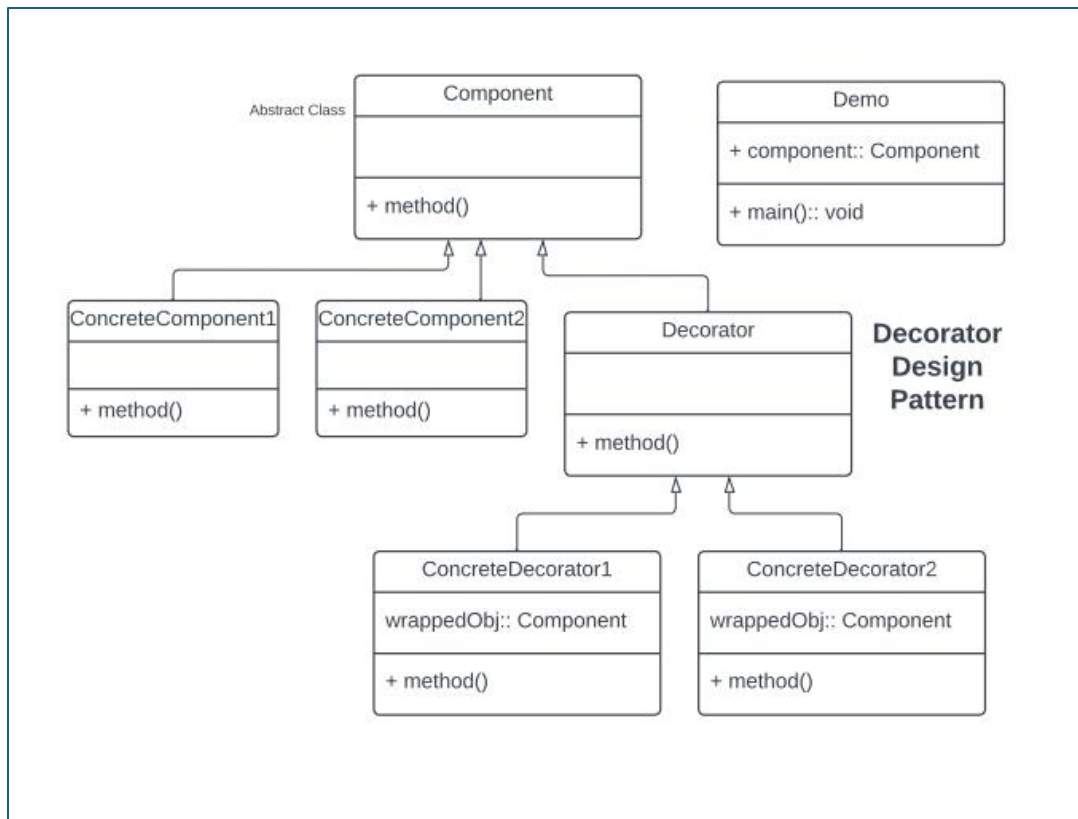 Abstract Class
Component
+ method()
Demo
+ component:: Component
+ main():: void
ConcreteComponent1
+ method()
ConcreteComponent2
+ method()
Decorator
+ method()
Decorator
Design
Pattern
ConcreteDecorator1
wrappedObj:: Component
+ method()
ConcreteDecorator2
wrappedObj:: Component
+ method()